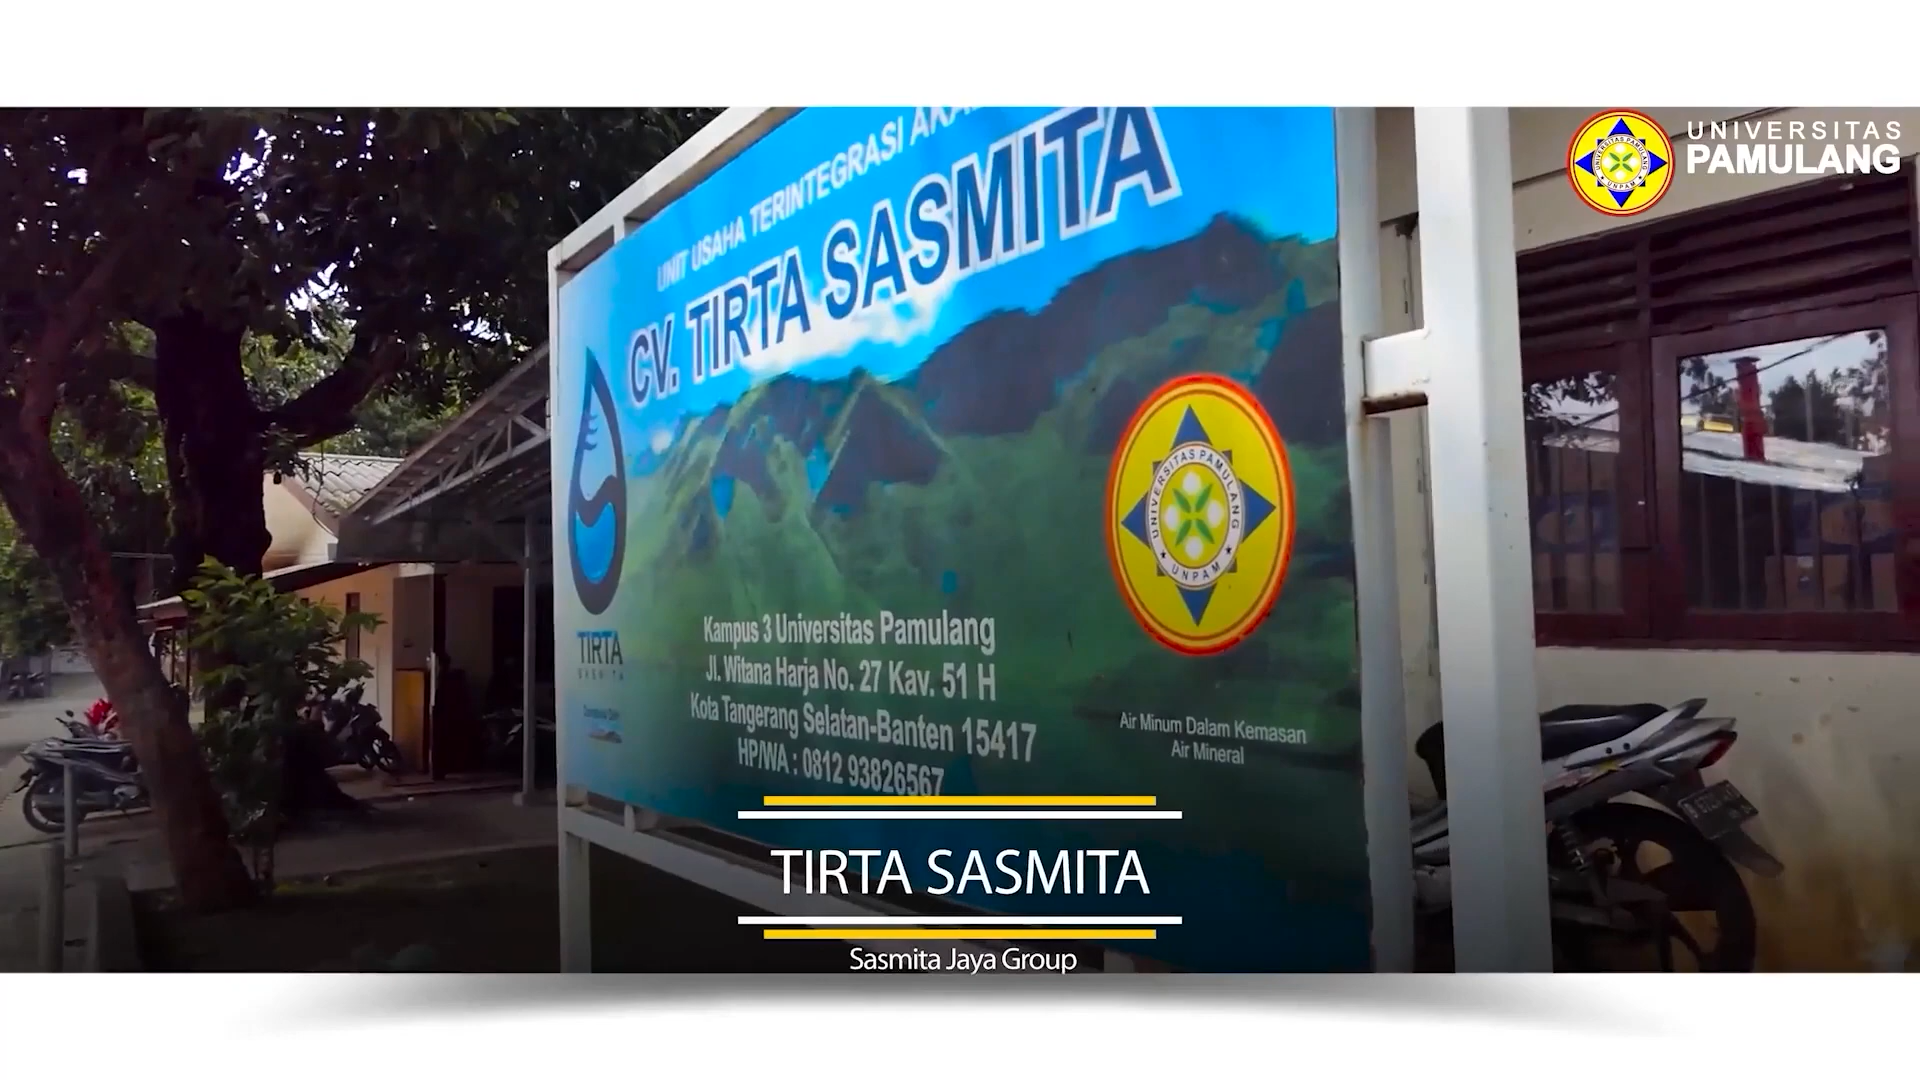 UNIVERSITAS
PAMULANG
UNIT USAHA TERINTEGRASI
CV. TIRTA SASMITA
UNIVERSITAS PAMULANG
UNPAM
TIRTA
SASMITA
Kampus 3 Universitas Pamulang
Jl. Witana Harja No. 27 Kav. 51 H
Kota Tangerang Selatan-Banten 15417
HP/WA : 0812 93826567
Air Minum Dalam Kemasan
Air Mineral
TIRTA SASMITA
Sasmita Jaya Group